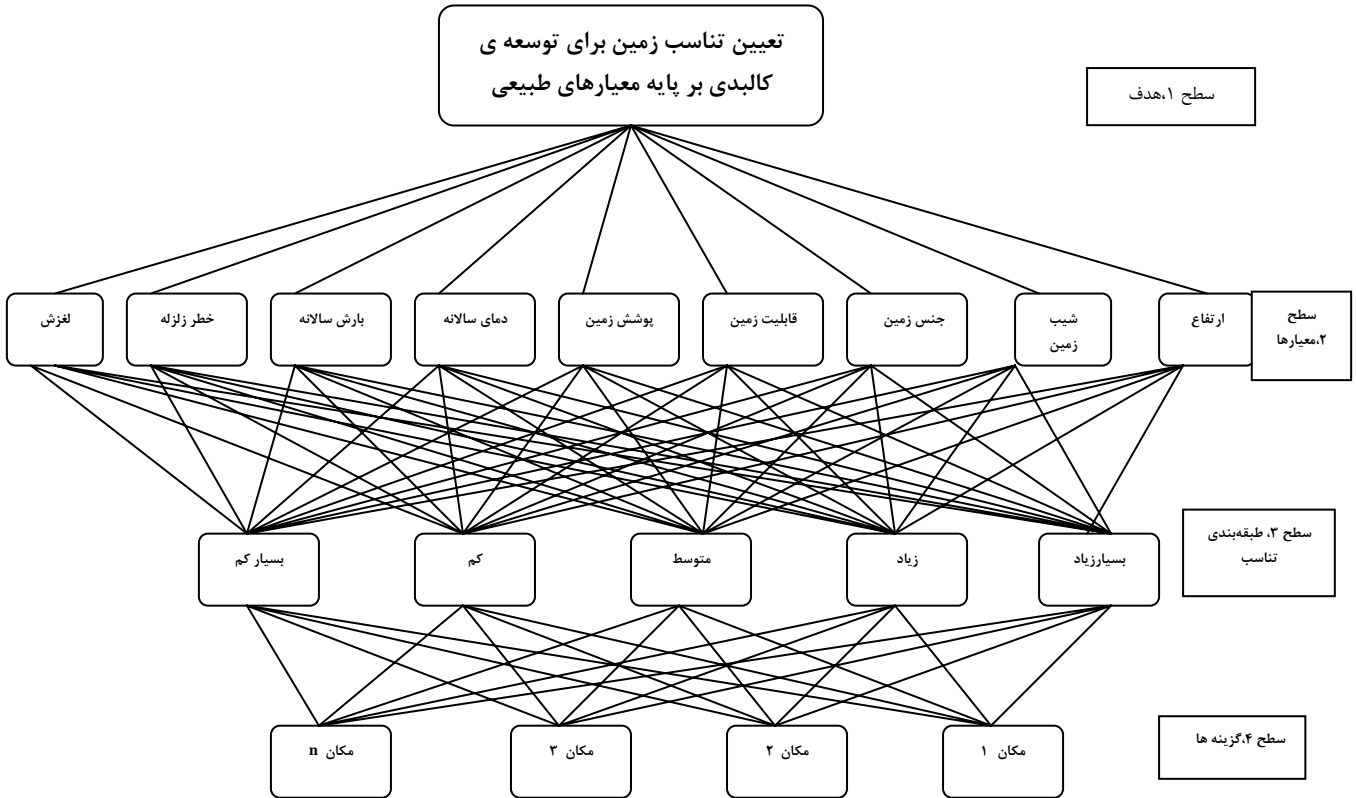 تعیین تناسب زمین برای توسعه ی
کالبدی بر پایه معیارهای طبیعی
سطح ۱،هدف
ارتفاع
شیب
زمین
جنس زمین
قابلیت زمین
پوشش زمین
دمای سالانه
بارش سالانه
خطر زلزله
لغزش
سطح
۲،معیارها
بسیارزیاد
زیاد
متوسط
کم
بسیار کم
سطح ۳، طبقه‌بندی
تناسب
مکان ۱
مکان ۲
مکان ۳
مکان n
سطح ۴،گزینه ها